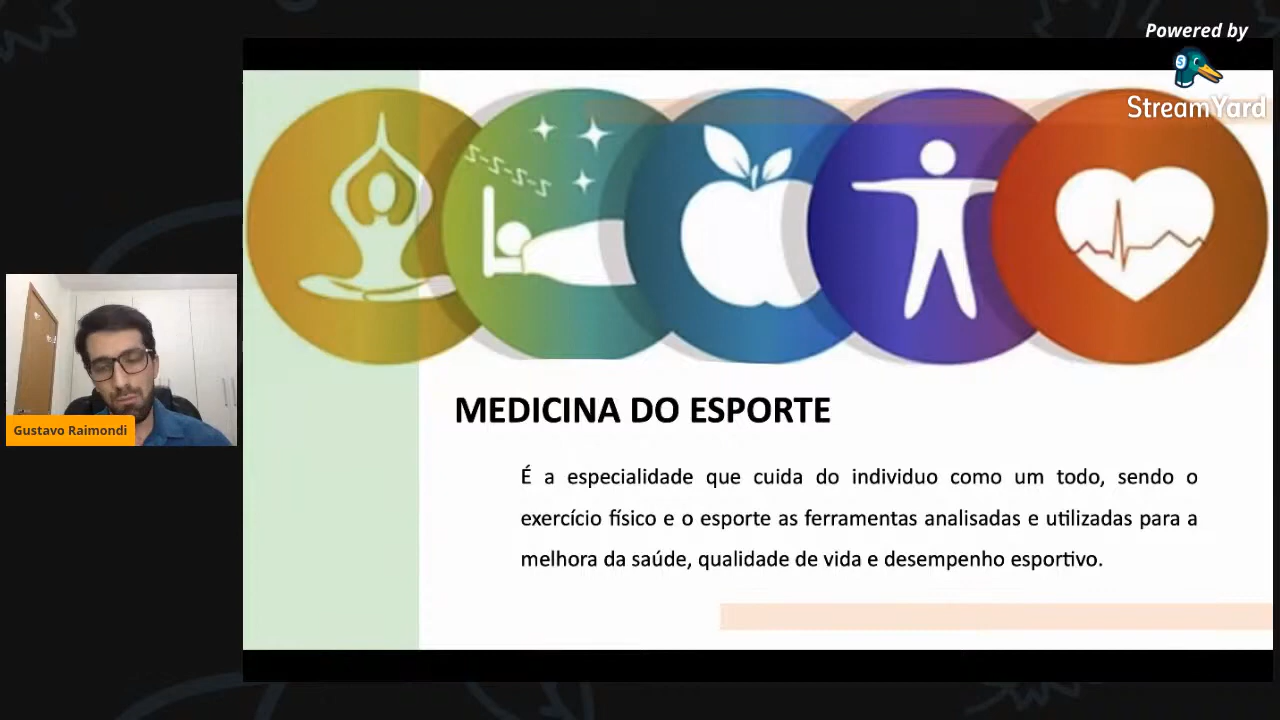 Powered by
StreamYard
z-z-z-z-z
MEDICINA DO ESPORTE
É a especialidade que cuida do individuo como um todo, sendo o
exercício físico e o esporte as ferramentas analisadas e utilizadas para a
melhora da saúde, qualidade de vida e desempenho esportivo.
Gustavo Raimondi